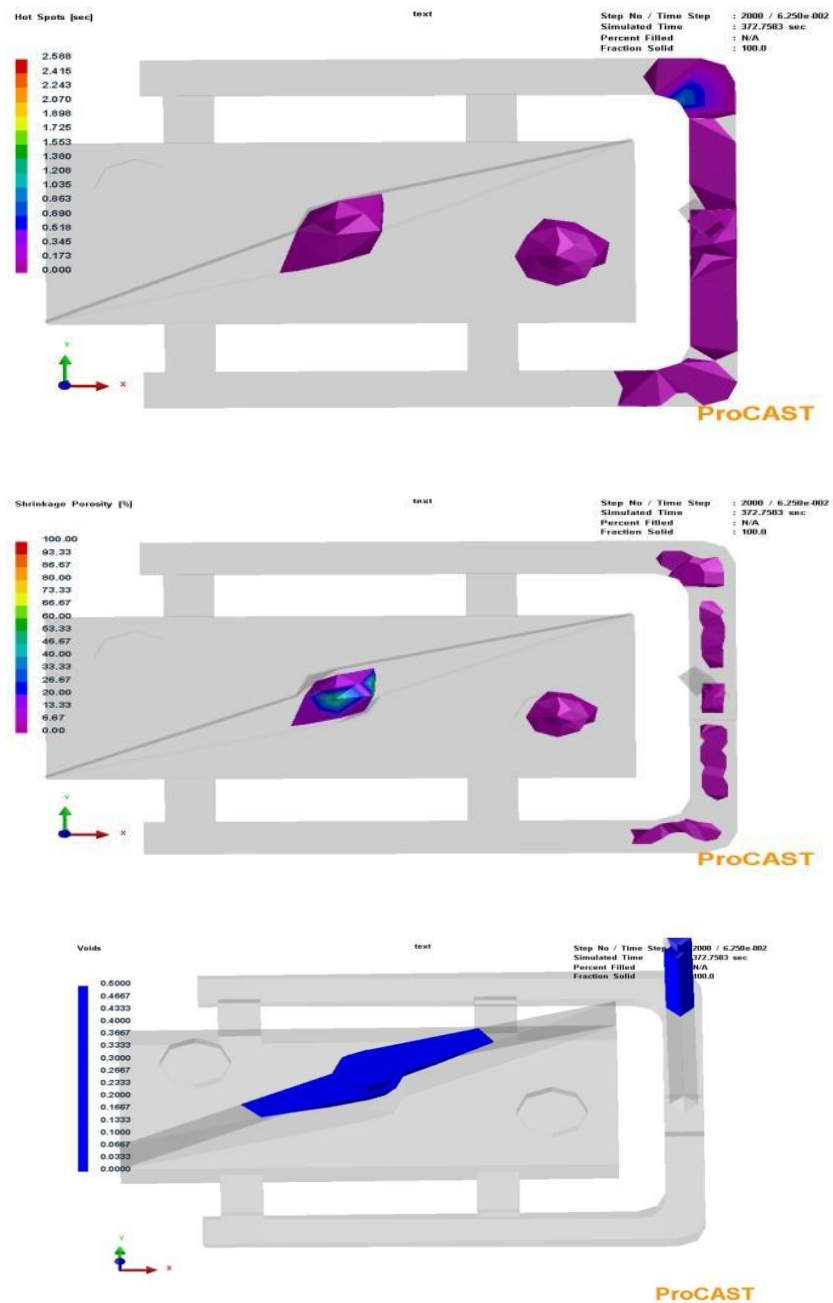 Hot Spots [sec]
text
Step No / Time Step : 2000 / 6.250e-002
Simulated Time : 372.7583 sec
Percent Filled : N/A
Fraction Solid : 100.0
2.588
2.415
2.243
2.070
1.898
1.725
1.553
1.380
1.208
1.035
0.863
0.690
0.518
0.345
0.173
0.000
Y
X
ProCAST
Shrinkage Porosity [%]
text
Step No / Time Step : 2000 / 6.250e-002
Simulated Time : 372.7583 sec
Percent Filled : N/A
Fraction Solid : 100.0
100.00
93.33
86.67
80.00
73.33
66.67
60.00
53.33
46.67
40.00
33.33
26.67
20.00
13.33
6.67
0.00
Y
X
ProCAST
Voids
text
Step No / Time Step 2000 / 6.250e-002
Simulated Time 372.7583 sec
Percent Filled N/A
Fraction Solid 100.0
0.5000
0.4667
0.4333
0.4000
0.3667
0.3333
0.3000
0.2667
0.2333
0.2000
0.1667
0.1333
0.1000
0.0667
0.0333
0.0000
Y
X
ProCAST